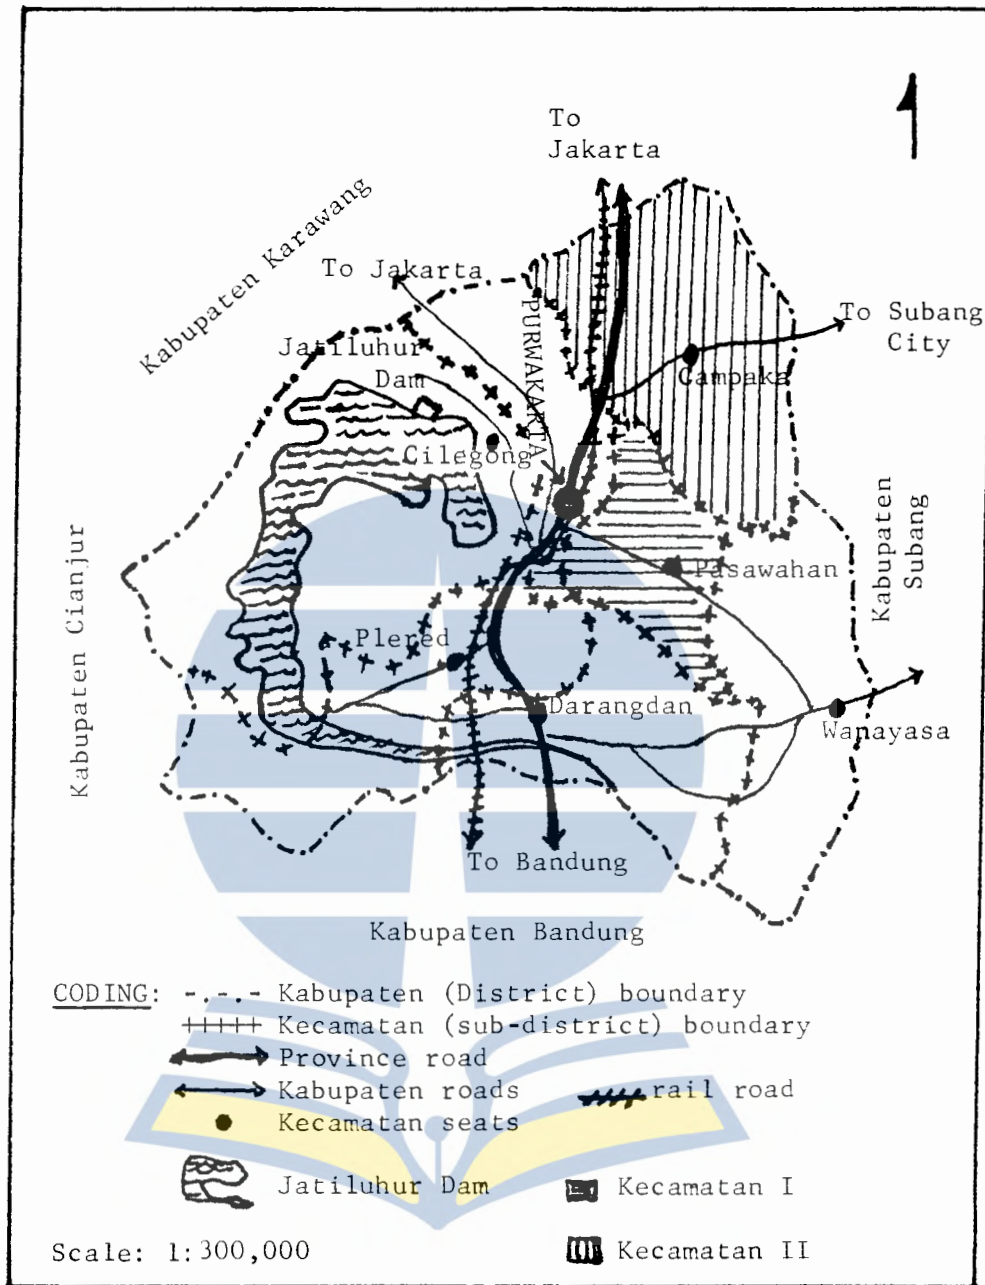 To
Jakarta
Kabupaten Karawang
To Jakarta
PURWAKARTA
To Subang
City
Jatiluhur
Dam
Campaka
Cilegong
Kabupaten
Subang
Kabupaten Cianjur
Pasawahan
Plered
Darangdan
Wanayasa
To Bandung
Kabupaten Bandung
CODING:
Kabupaten (District) boundary
Kecamatan (sub-district) boundary
Province road
Kabupaten roads
rail road
Kecamatan seats
Jatiluhur Dam
Kecamatan I
Scale: 1:300,000
Kecamatan II